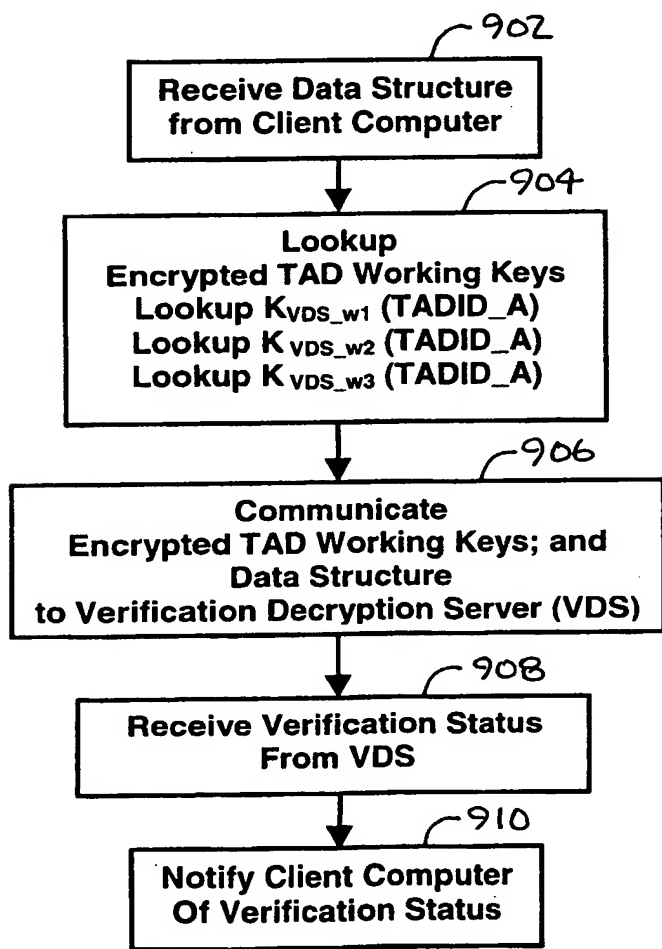 902
Receive Data Structure
from Client Computer
904
Lookup
Encrypted TAD Working Keys
Lookup KVDS_w1 (TADID_A)
Lookup K VDS_w2 (TADID_A)
Lookup K VDS_w3 (TADID_A)
906
Communicate
Encrypted TAD Working Keys; and
Data Structure
to Verification Decryption Server (VDS)
908
Receive Verification Status
From VDS
910
Notify Client Computer
Of Verification Status